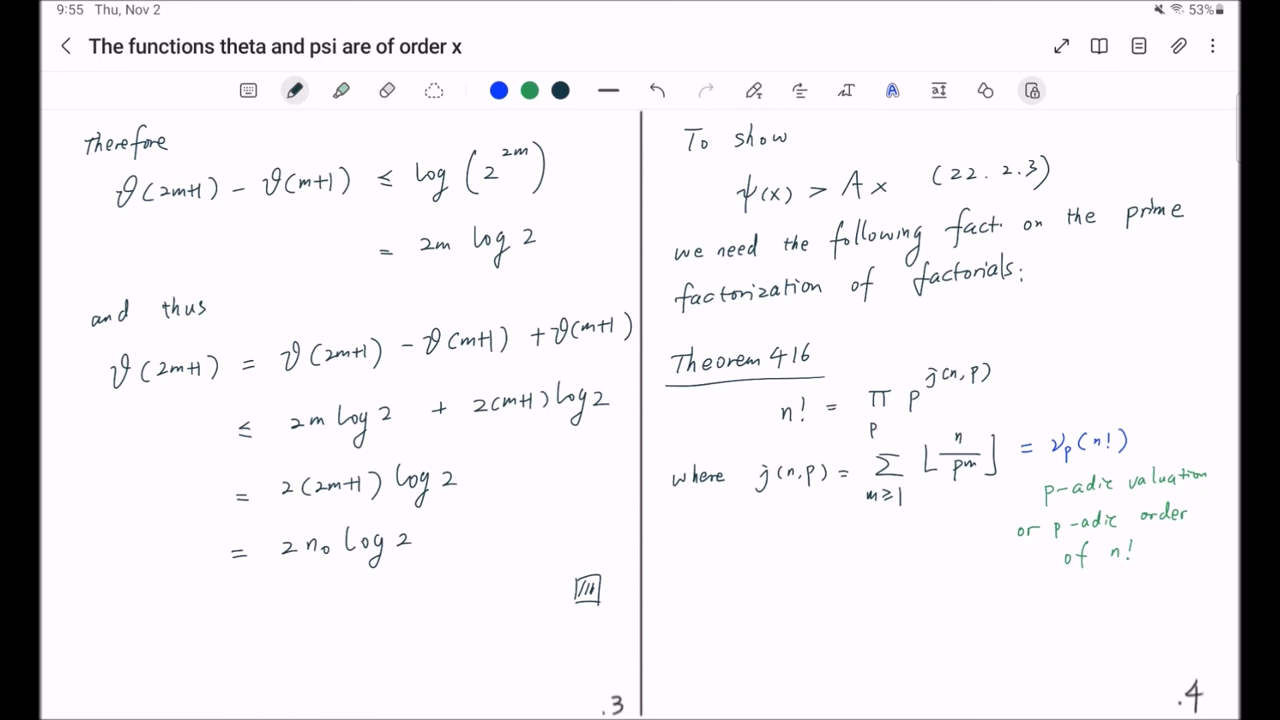 9:55 Thu, Nov 2
53%
The functions theta and psi are of order x
Therefore
ϑ(2m+1) - ϑ(m+1) ≤ log (2^{2m})
= 2m log 2
and thus
ϑ(2m+1) = ϑ(2m+1) - ϑ(m+1) + ϑ(m+1)
≤ 2m log 2 + 2(m+1) log 2
= 2(2m+1) log 2
= 2n₀ log 2
.3
To show
ψ(x) > Ax (22.2.3)
we need the following fact on the prime
factorization of factorials:
Theorem 416
n! = ∏_p p^{j(n,p)}
where j(n,p) = ∑_{m≥1} ⌊n/p^m⌋ = ν_p(n!)
p-adic valuation
or p-adic order
of n!
.4